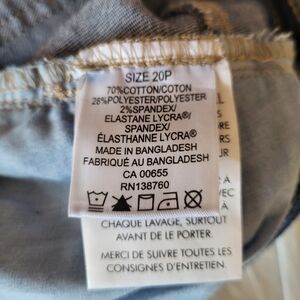 SIZE 20P
70%COTTON/COTON
28%POLYESTER/POLYESTER
2%SPANDEX/
ELASTANE LYCRA®/
SPANDEX/
ÉLASTHANNE LYCRA®
MADE IN BANGLADESH
FABRIQUÉ AU BANGLADESH
CA 00655
RN138760
AVEC
CHAQUE LAVAGE, SURTOUT
AVANT DE LE PORTER.
MERCI DE SUIVRE TOUTES LES
CONSIGNES D'ENTRETIEN.